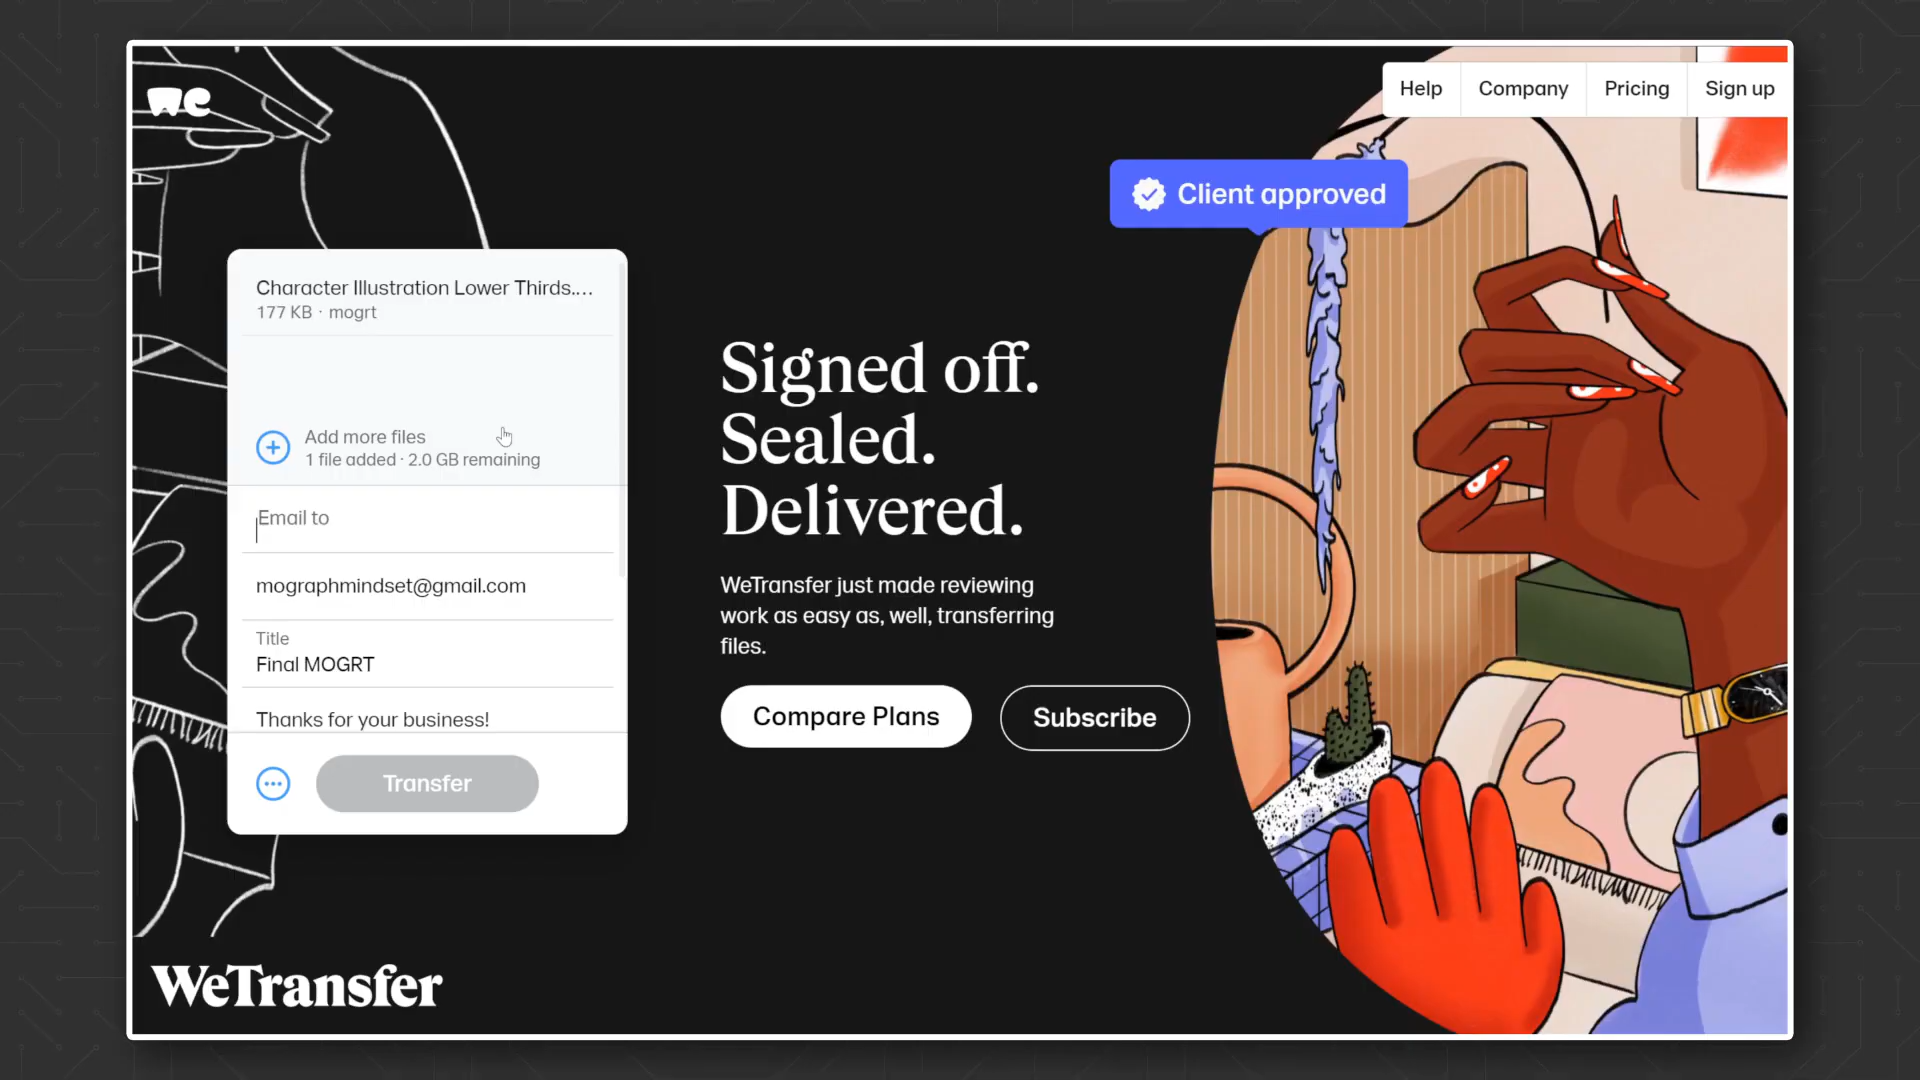 we
Help
Company
Pricing
Sign up
Client approved
Character Illustration Lower Thirds....
177 KB · mogrt
Add more files
1 file added · 2.0 GB remaining
Email to
mographmindset@gmail.com
Title
Final MOGRT
Thanks for your business!
Transfer
Signed off.
Sealed.
Delivered.
WeTransfer just made reviewing
work as easy as, well, transferring
files.
Compare Plans
Subscribe
WeTransfer